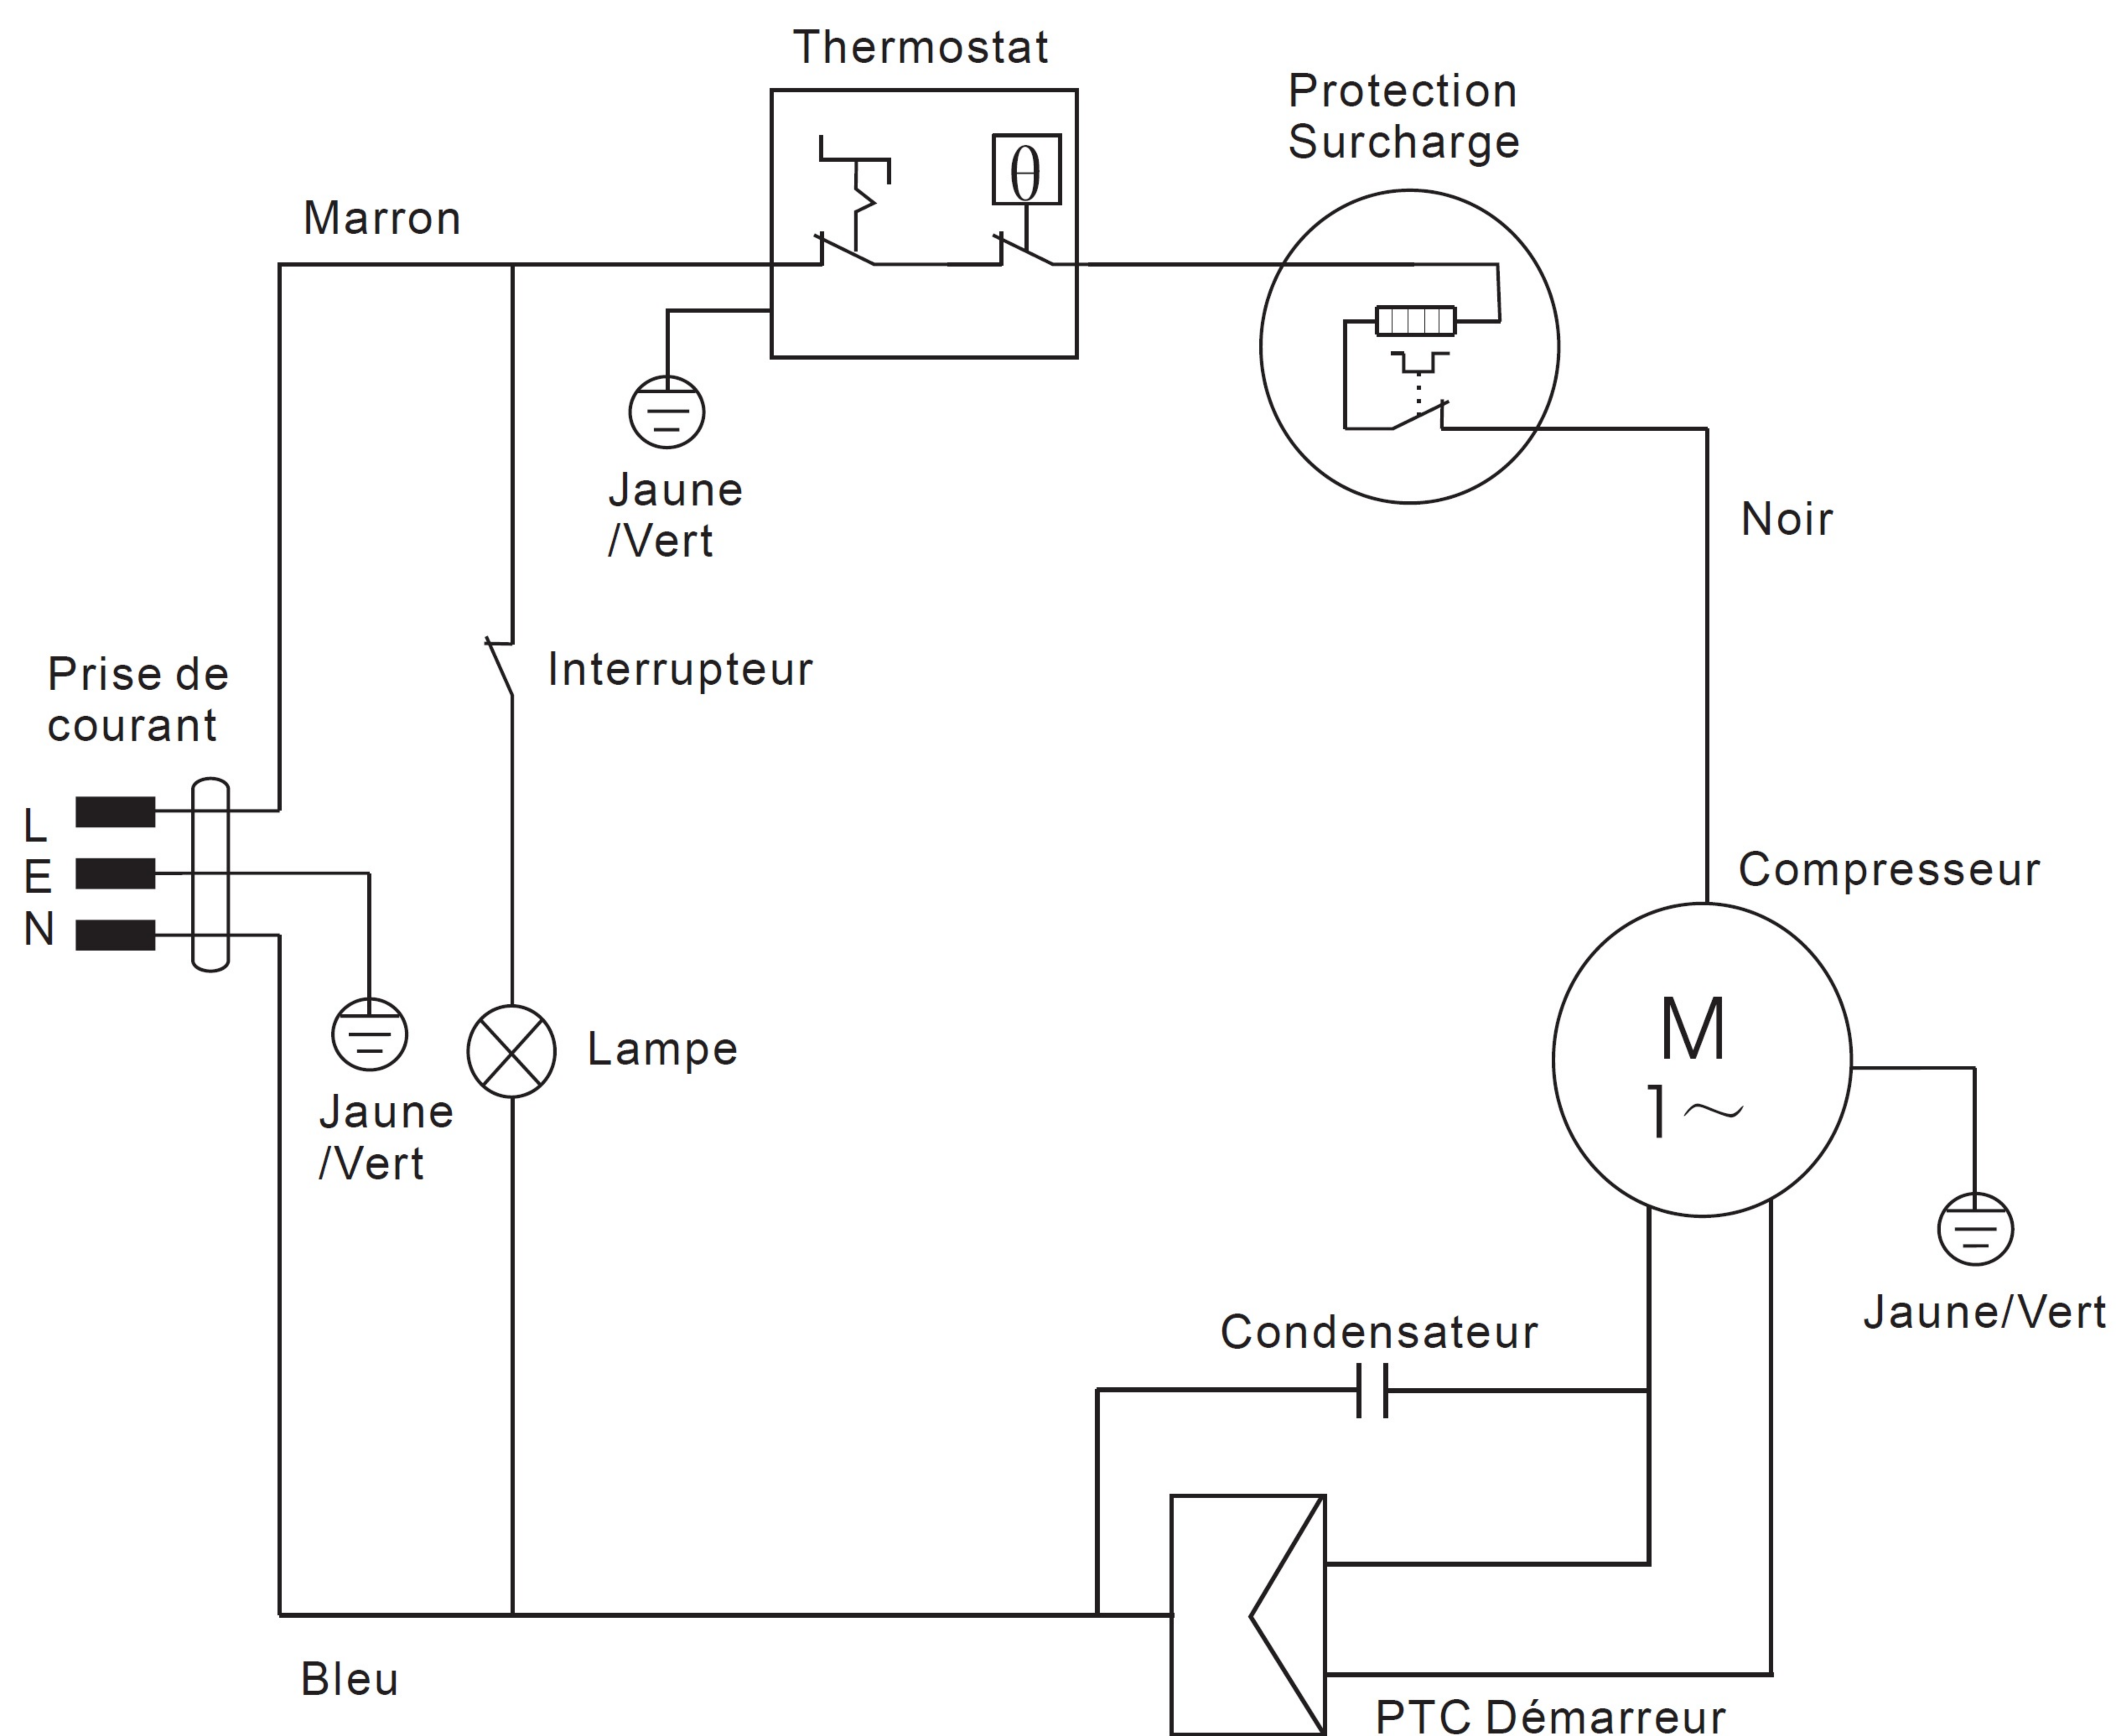 Thermostat
θ
Protection
Surcharge
Marron
Jaune
/Vert
Noir
Interrupteur
Prise de
courant
L
E
N
Compresseur
M
1~
Lampe
Jaune
/Vert
Jaune/Vert
Condensateur
Bleu
PTC Démarreur